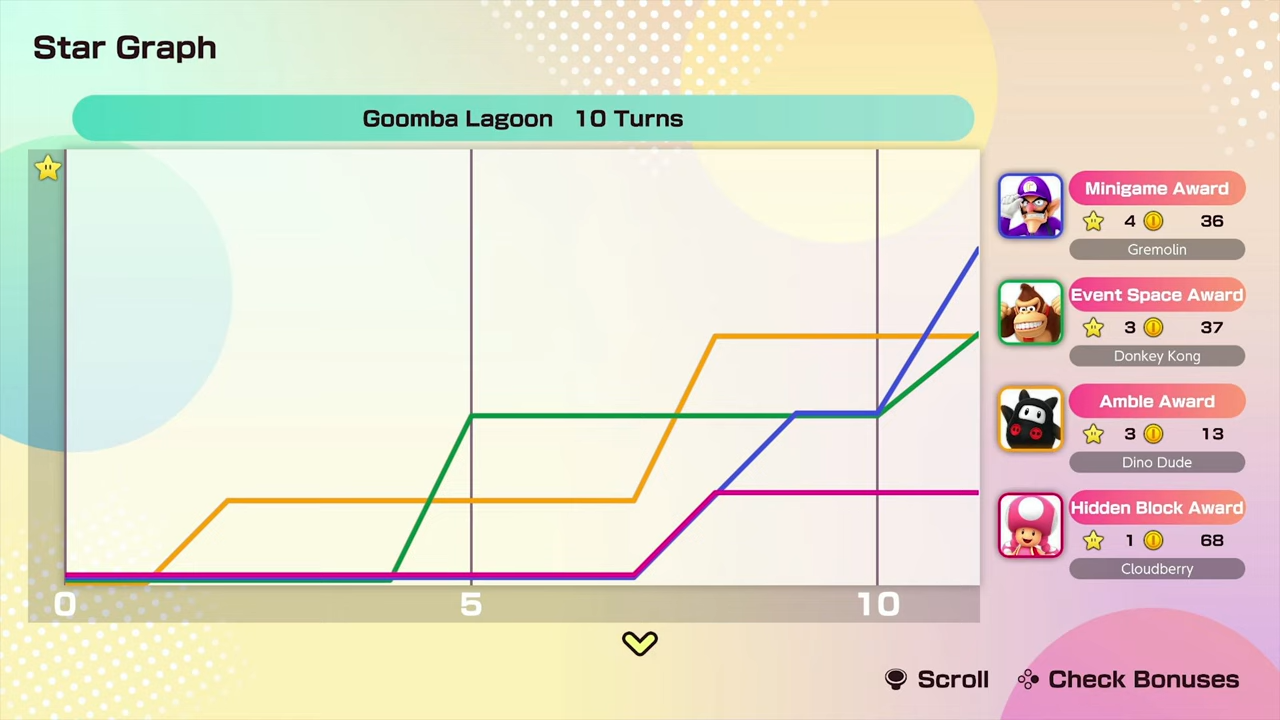 Star Graph
Goomba Lagoon 10 Turns
Minigame Award
4 36
Gremolin
Event Space Award
3 37
Donkey Kong
Amble Award
3 13
Dino Dude
Hidden Block Award
1 68
Cloudberry
0 5 10
Scroll Check Bonuses